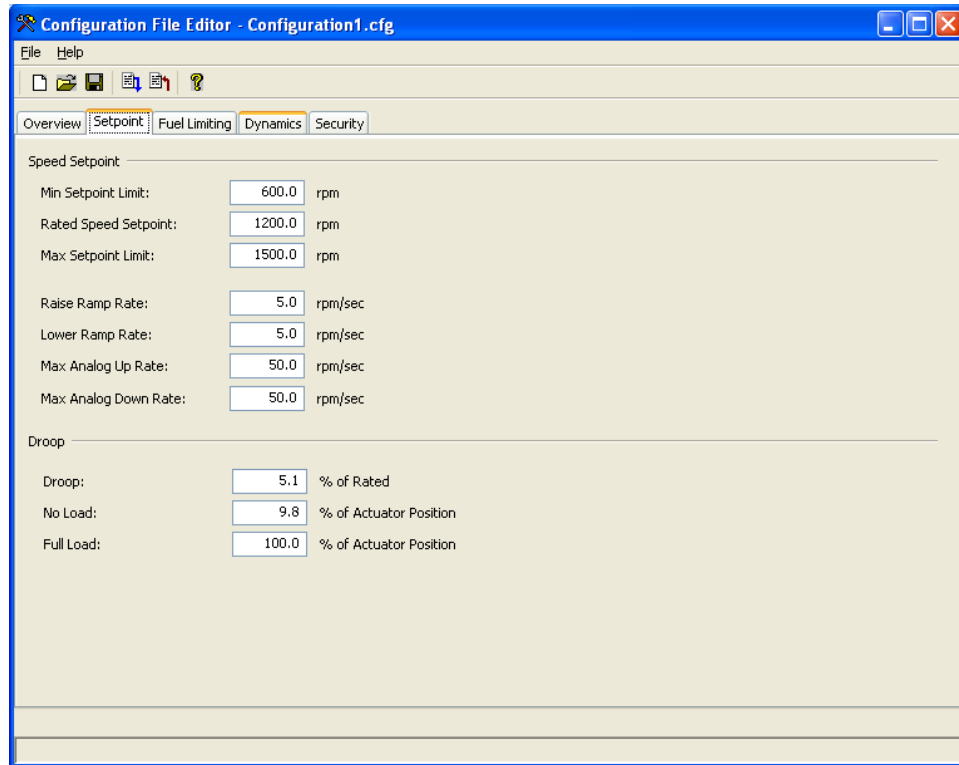 Configuration File Editor - Configuration1.cfg
File Help
Overview Setpoint Fuel Limiting Dynamics Security
Speed Setpoint
Min Setpoint Limit: 600.0 rpm
Rated Speed Setpoint: 1200.0 rpm
Max Setpoint Limit: 1500.0 rpm
Raise Ramp Rate: 5.0 rpm/sec
Lower Ramp Rate: 5.0 rpm/sec
Max Analog Up Rate: 50.0 rpm/sec
Max Analog Down Rate: 50.0 rpm/sec
Droop
Droop: 5.1 % of Rated
No Load: 9.8 % of Actuator Position
Full Load: 100.0 % of Actuator Position